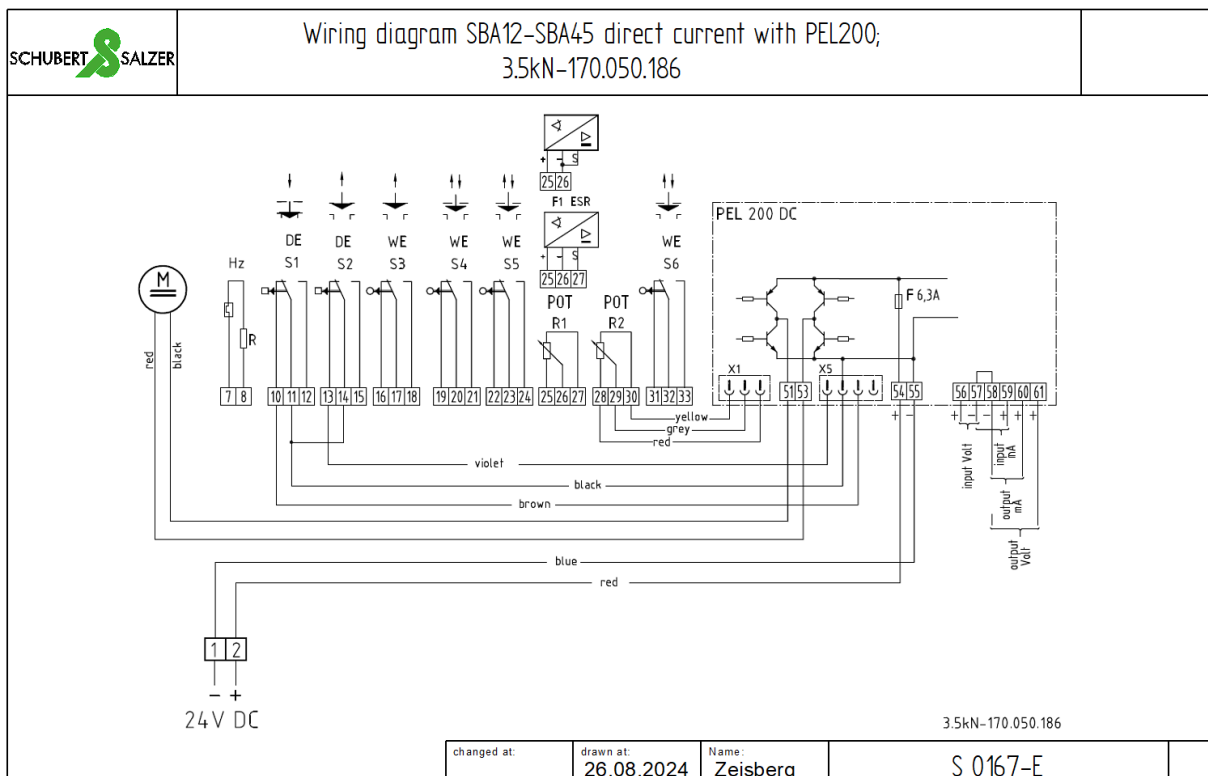 SCHUBERT SALZER
Wiring diagram SBA12-SBA45 direct current with PEL200;
3.5kN-170.050.186
+ - S
25 26
F1 ESR
+ - S
25 26 27
DE DE WE WE WE WE
Hz S1 S2 S3 S4 S5 S6
POT POT
R1 R2
M
R
PEL 200 DC
F 6,3A
X1 X5
red
black
7 8 10 11 12 13 14 15 16 17 18 19 20 21 22 23 24 25 26 27 28 29 30 31 32 33 51 53 54 55 56 57 58 59 60 61
+ - + - - + + +
yellow
grey
red
violet
black
brown
input Volt
input mA
output mA
output Volt
blue
red
1 2
- +
24V DC
3.5kN-170.050.186
changed at: drawn at: Name:
26.08.2024 Zeisberg S 0167-E